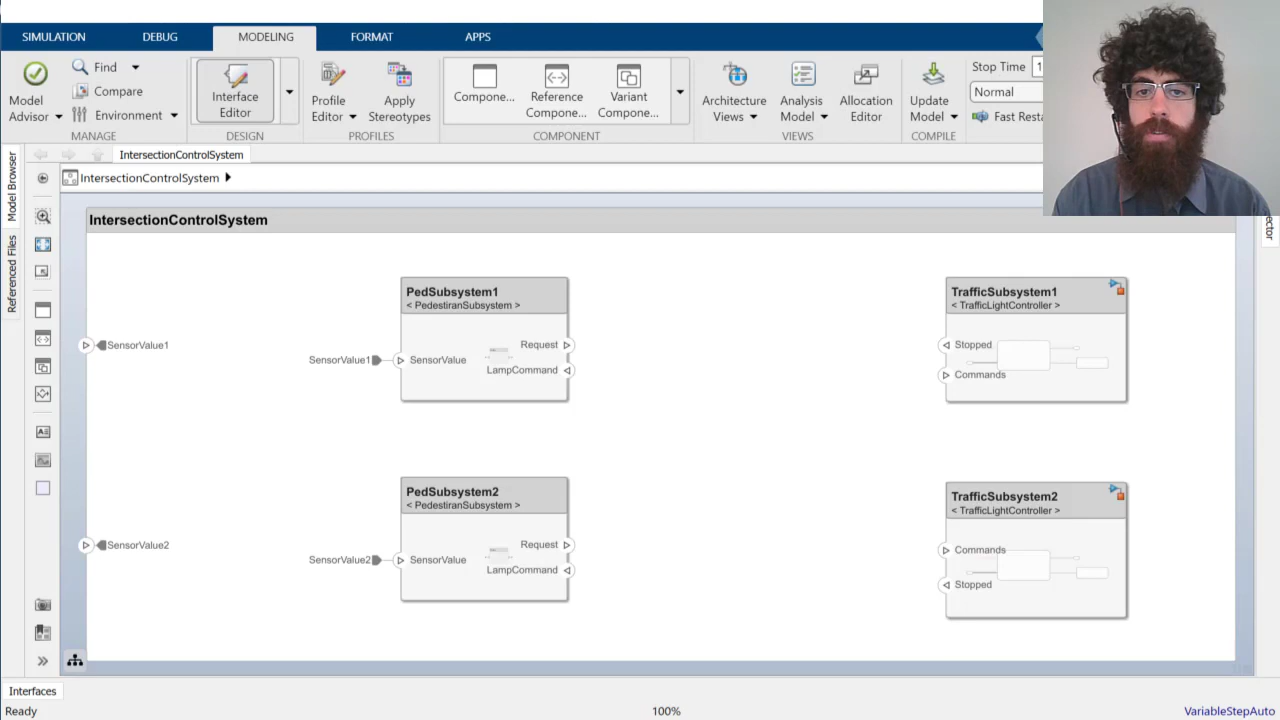 SIMULATION
DEBUG
MODELING
FORMAT
APPS
Model
Advisor
Find
Compare
Environment
MANAGE
Interface
Editor
DESIGN
Profile
Editor
Apply
Stereotypes
PROFILES
Compone...
Reference
Compone...
Variant
Compone...
COMPONENT
Architecture
Views
Analysis
Model
Allocation
Editor
VIEWS
Update
Model
COMPILE
Stop Time
Normal
Fast Resta
IntersectionControlSystem
IntersectionControlSystem
Model Browser
Referenced Files
IntersectionControlSystem
SensorValue1
SensorValue1
PedSubsystem1
< PedestiranSubsystem >
SensorValue
Request
LampCommand
TrafficSubsystem1
< TrafficLightController >
Stopped
Commands
SensorValue2
SensorValue2
PedSubsystem2
< PedestiranSubsystem >
SensorValue
Request
LampCommand
TrafficSubsystem2
< TrafficLightController >
Commands
Stopped
Interfaces
Ready
100%
VariableStepAuto